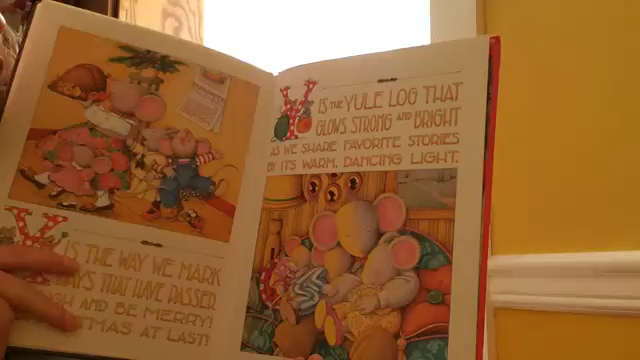 X IS THE WAY WE MARK
DAYS THAT HAVE PASSED
AND BE MERRY!
AT LAST!
Y IS THE YULE LOG THAT
GLOWS STRONG AND BRIGHT
AS WE SHARE FAVORITE STORIES
BY ITS WARM, DANCING LIGHT.